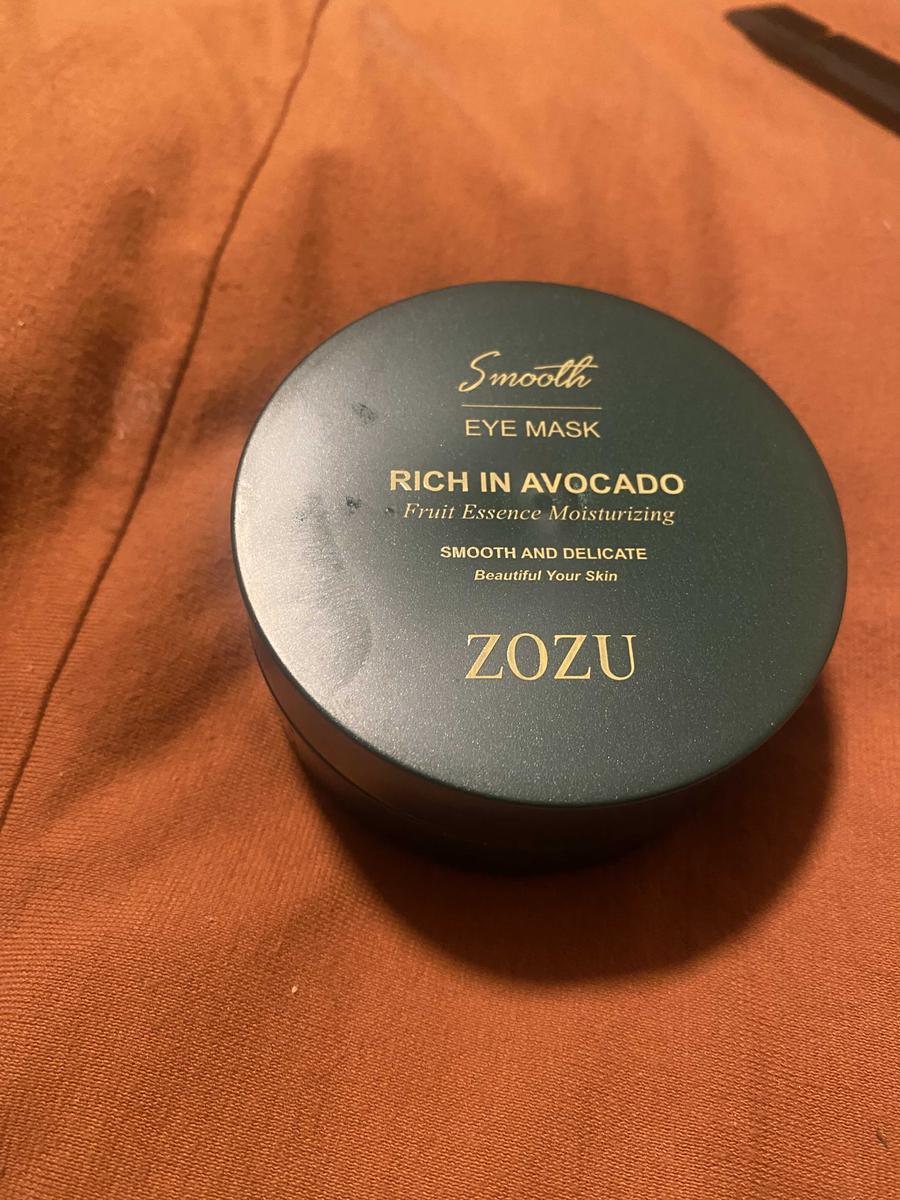 Smooth
EYE MASK
RICH IN AVOCADO
Fruit Essence Moisturizing
SMOOTH AND DELICATE
Beautiful Your Skin
ZOZU